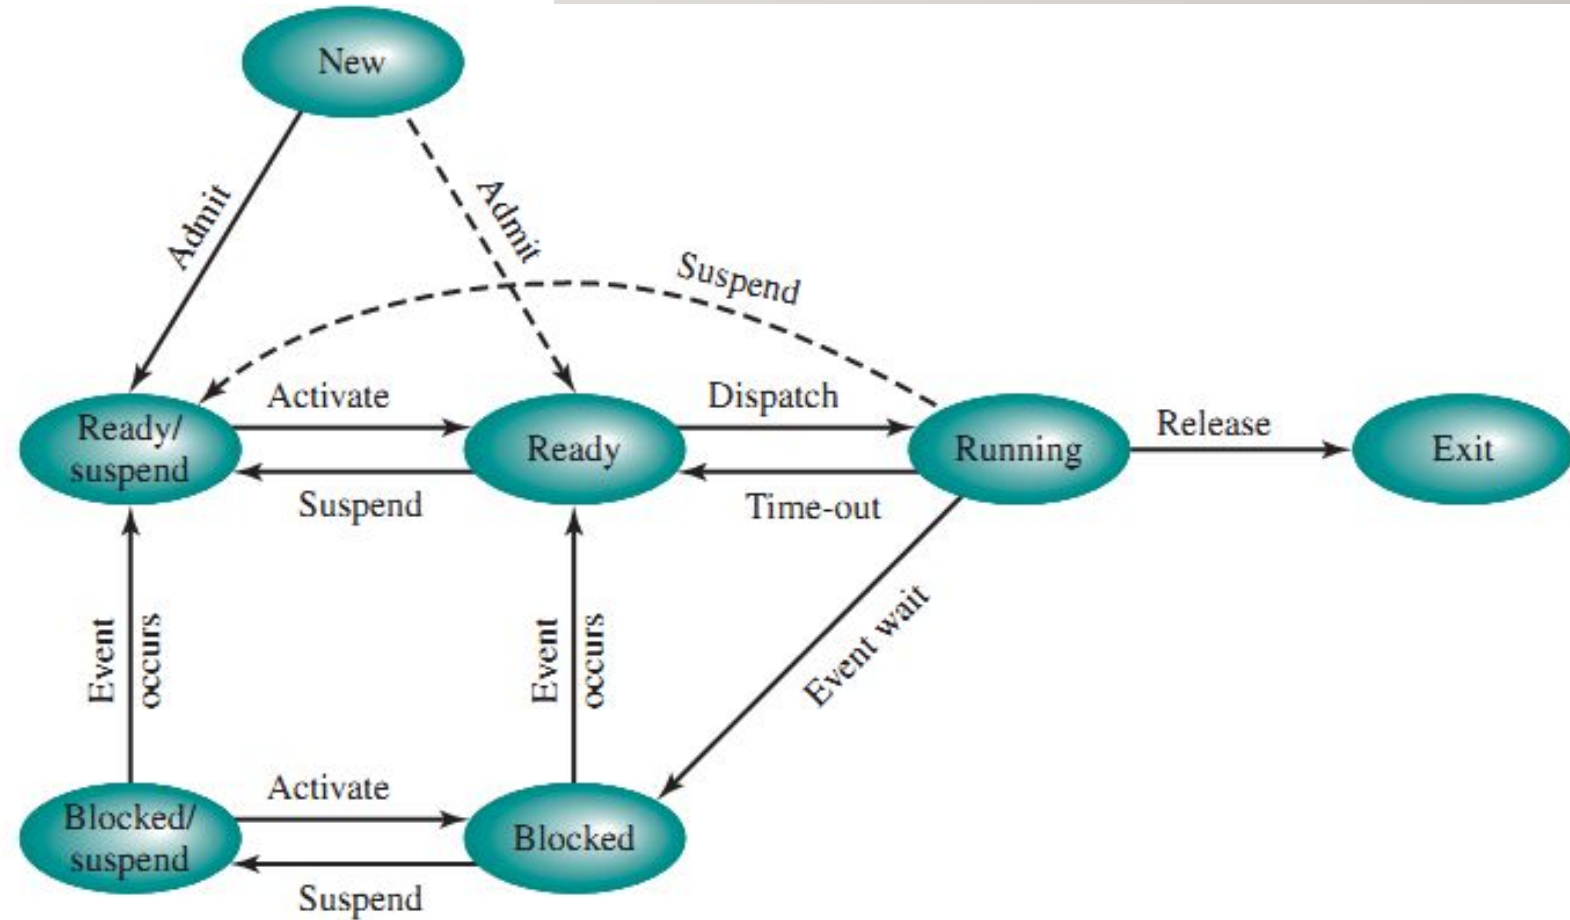 New
Admit
Admit
Suspend
Activate
Dispatch
Release
Ready/
suspend
Ready
Running
Exit
Suspend
Time-out
Event
occurs
Event
occurs
Event wait
Activate
Blocked/
suspend
Blocked
Suspend